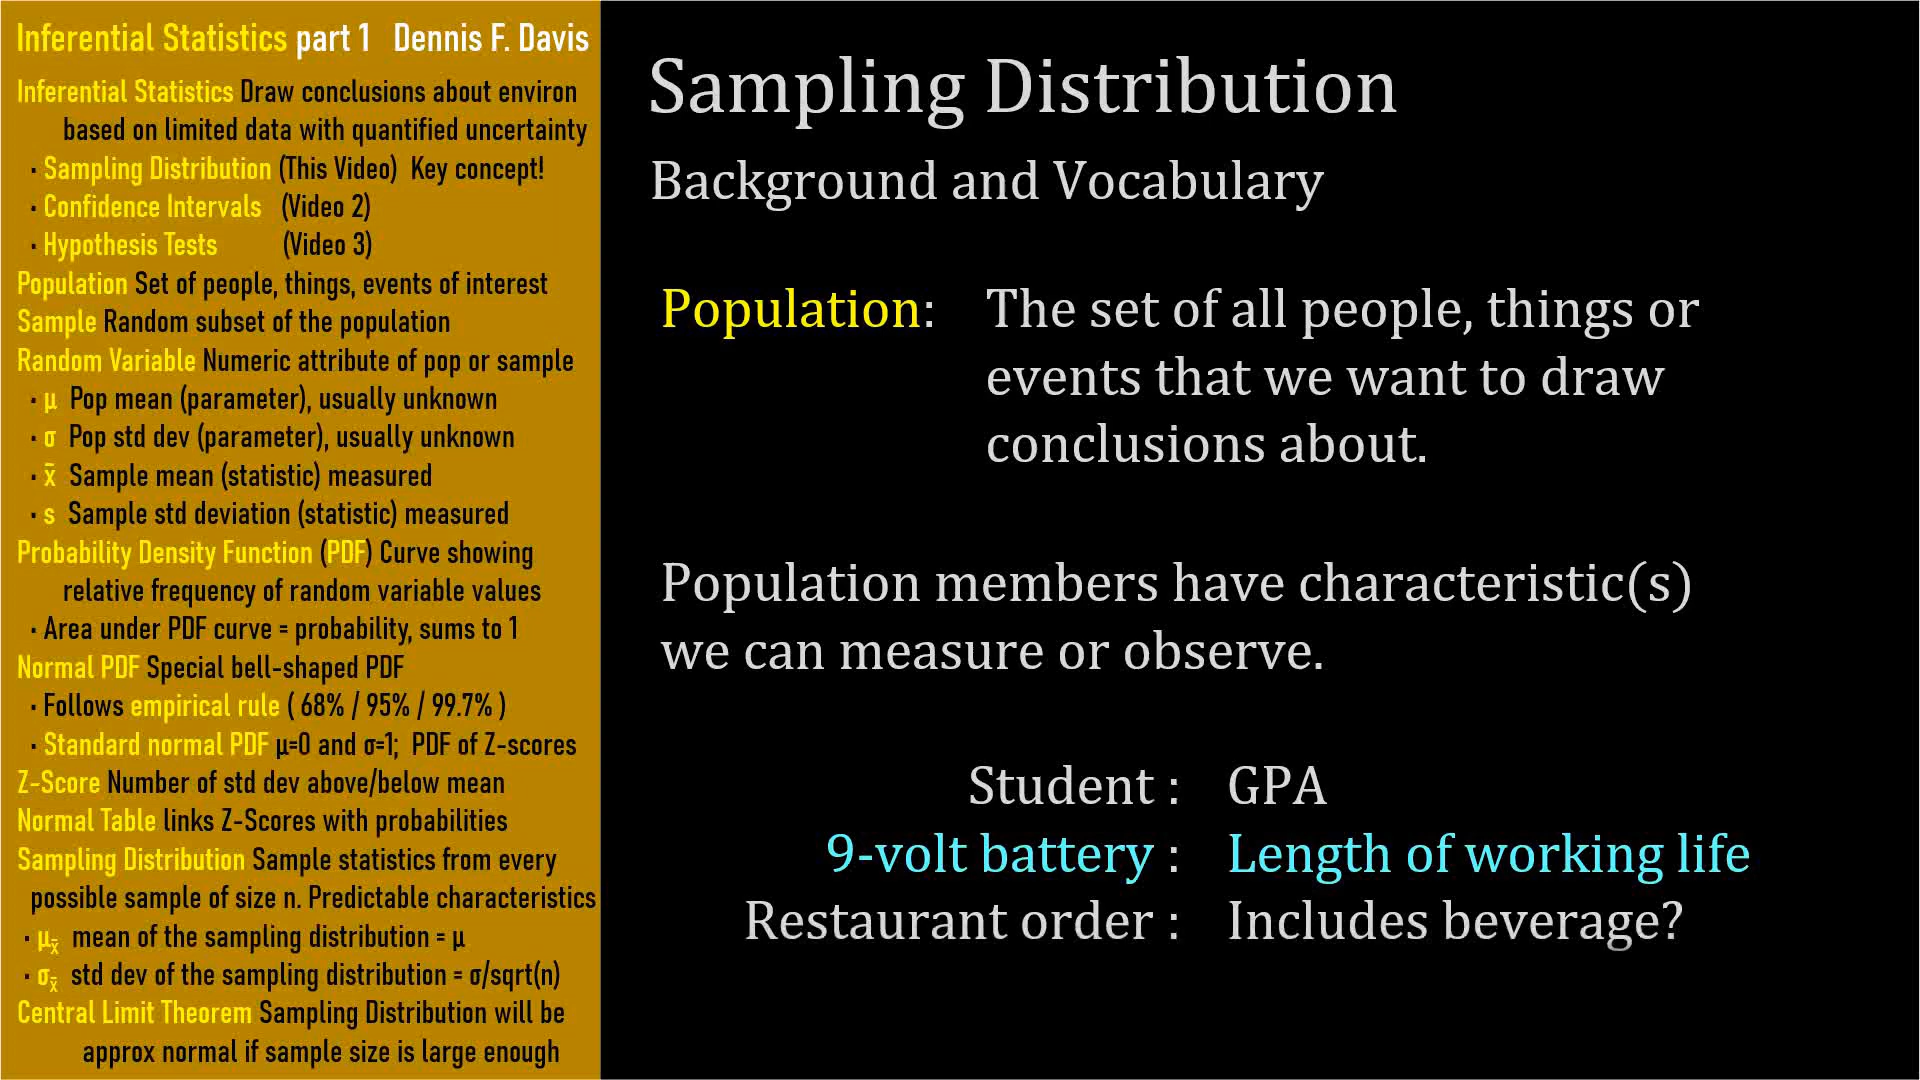 Inferential Statistics part 1 Dennis F. Davis
Inferential Statistics Draw conclusions about environ
based on limited data with quantified uncertainty
· Sampling Distribution (This Video) Key concept!
· Confidence Intervals (Video 2)
· Hypothesis Tests (Video 3)
Population Set of people, things, events of interest
Sample Random subset of the population
Random Variable Numeric attribute of pop or sample
· μ Pop mean (parameter), usually unknown
· σ Pop std dev (parameter), usually unknown
· x̄ Sample mean (statistic) measured
· s Sample std deviation (statistic) measured
Probability Density Function (PDF) Curve showing
relative frequency of random variable values
· Area under PDF curve = probability, sums to 1
Normal PDF Special bell-shaped PDF
· Follows empirical rule ( 68% / 95% / 99.7% )
· Standard normal PDF μ=0 and σ=1; PDF of Z-scores
Z-Score Number of std dev above/below mean
Normal Table links Z-Scores with probabilities
Sampling Distribution Sample statistics from every
possible sample of size n. Predictable characteristics
· μx̄ mean of the sampling distribution = μ
· σx̄ std dev of the sampling distribution = σ/sqrt(n)
Central Limit Theorem Sampling Distribution will be
approx normal if sample size is large enough
Sampling Distribution
Background and Vocabulary
Population: The set of all people, things or
events that we want to draw
conclusions about.
Population members have characteristic(s)
we can measure or observe.
Student : GPA
9-volt battery : Length of working life
Restaurant order : Includes beverage?